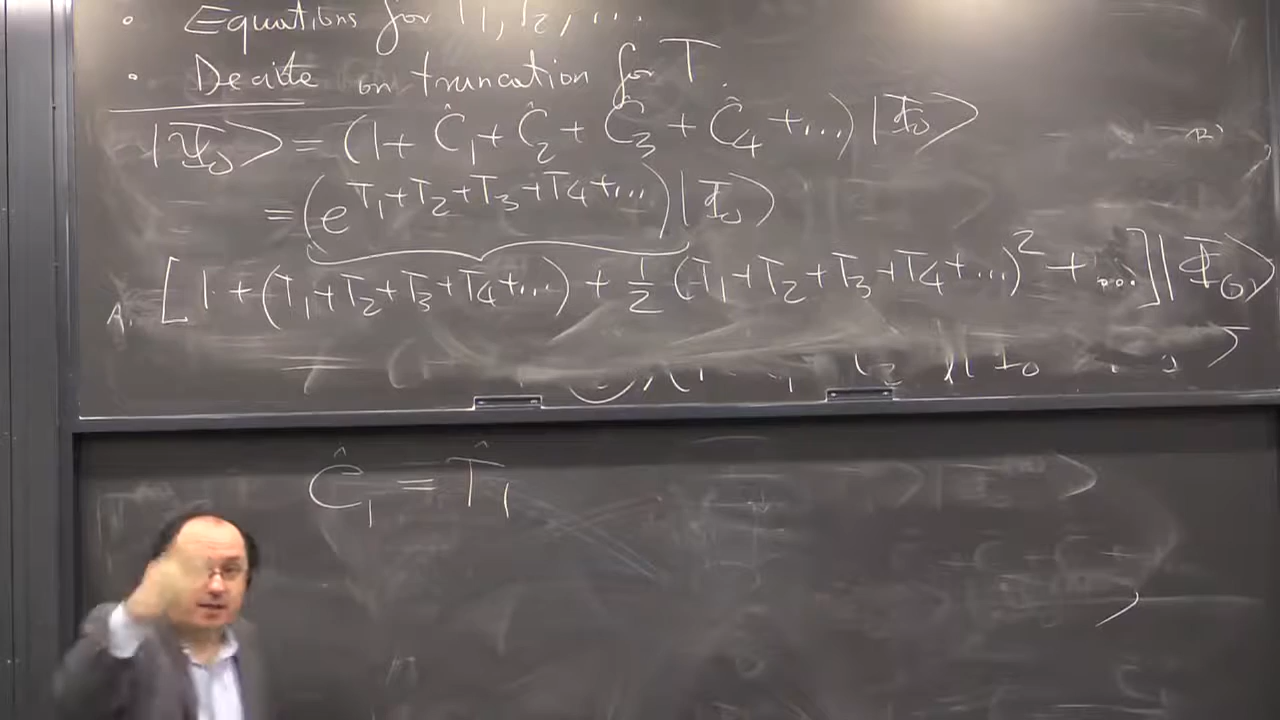 • Equations for T₁, T₂, ...
• Decide on truncation for T.
|Ψ₀⟩ = (1 + Ĉ₁ + Ĉ₂ + Ĉ₃ + Ĉ₄ + ...) |Φ₀⟩
= (e^{T₁+T₂+T₃+T₄+...}) |Φ₀⟩
[1 + (T₁+T₂+T₃+T₄+...) + 1/2 (T₁+T₂+T₃+T₄+...)² + ...] |Φ₀⟩
Ĉ₁ = T̂₁